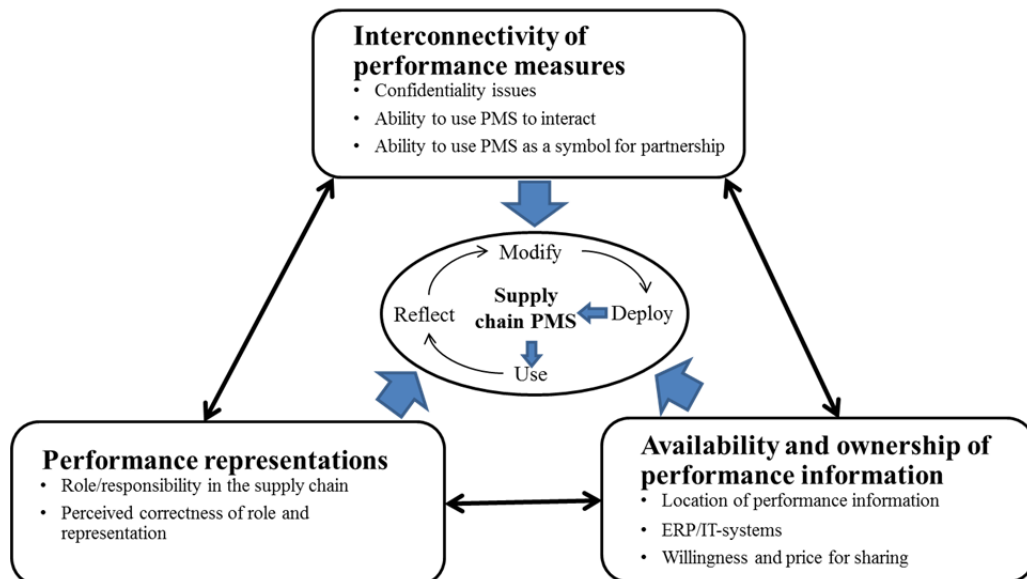 Interconnectivity of
performance measures
• Confidentiality issues
• Ability to use PMS to interact
• Ability to use PMS as a symbol for partnership
Modify
Reflect
Supply
chain PMS
Deploy
Use
Performance representations
• Role/responsibility in the supply chain
• Perceived correctness of role and
representation
Availability and ownership of
performance information
• Location of performance information
• ERP/IT-systems
• Willingness and price for sharing